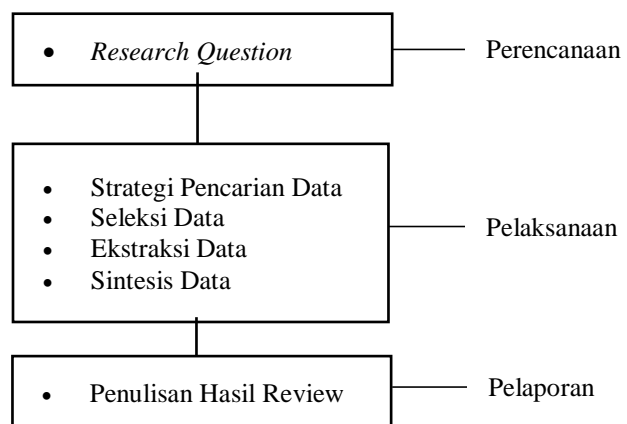 • Research Question
Perencanaan
• Strategi Pencarian Data
• Seleksi Data
• Ekstraksi Data
• Sintesis Data
Pelaksanaan
• Penulisan Hasil Review
Pelaporan